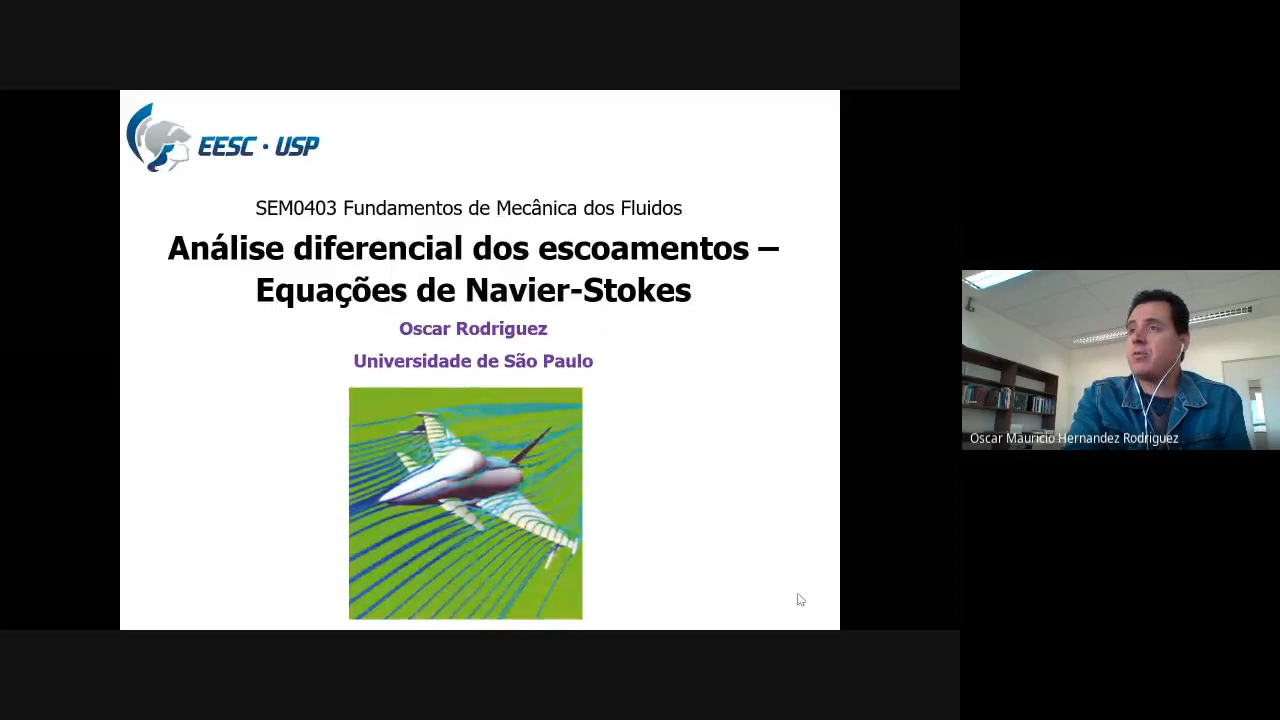 EESC • USP
SEM0403 Fundamentos de Mecânica dos Fluidos
Análise diferencial dos escoamentos –
Equações de Navier-Stokes
Oscar Rodriguez
Universidade de São Paulo
Oscar Mauricio Hernandez Rodriguez